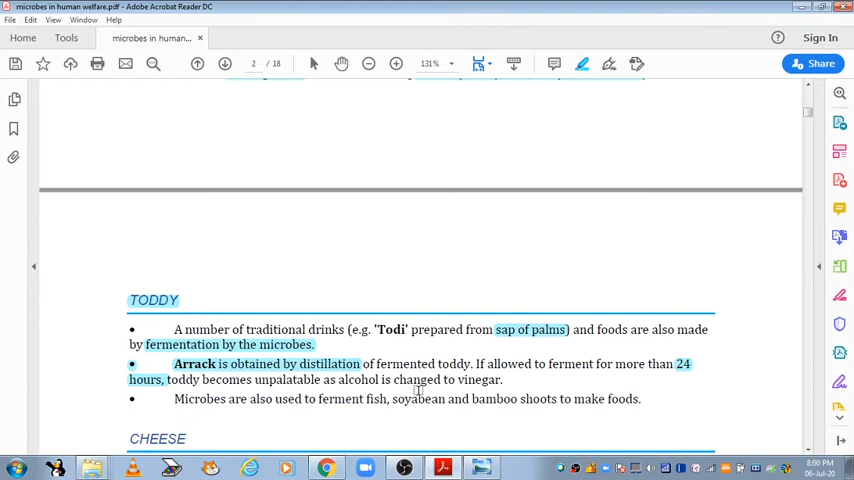 microbes in human welfare.pdf - Adobe Acrobat Reader DC
File Edit View Window Help
Home Tools microbes in human... × Sign In
2 / 18 131% Share
TODDY
• A number of traditional drinks (e.g. 'Todi' prepared from sap of palms) and foods are also made
by fermentation by the microbes.
• Arrack is obtained by distillation of fermented toddy. If allowed to ferment for more than 24
hours, toddy becomes unpalatable as alcohol is changed to vinegar.
• Microbes are also used to ferment fish, soyabean and bamboo shoots to make foods.
CHEESE
8:00 PM
06-Jul-20